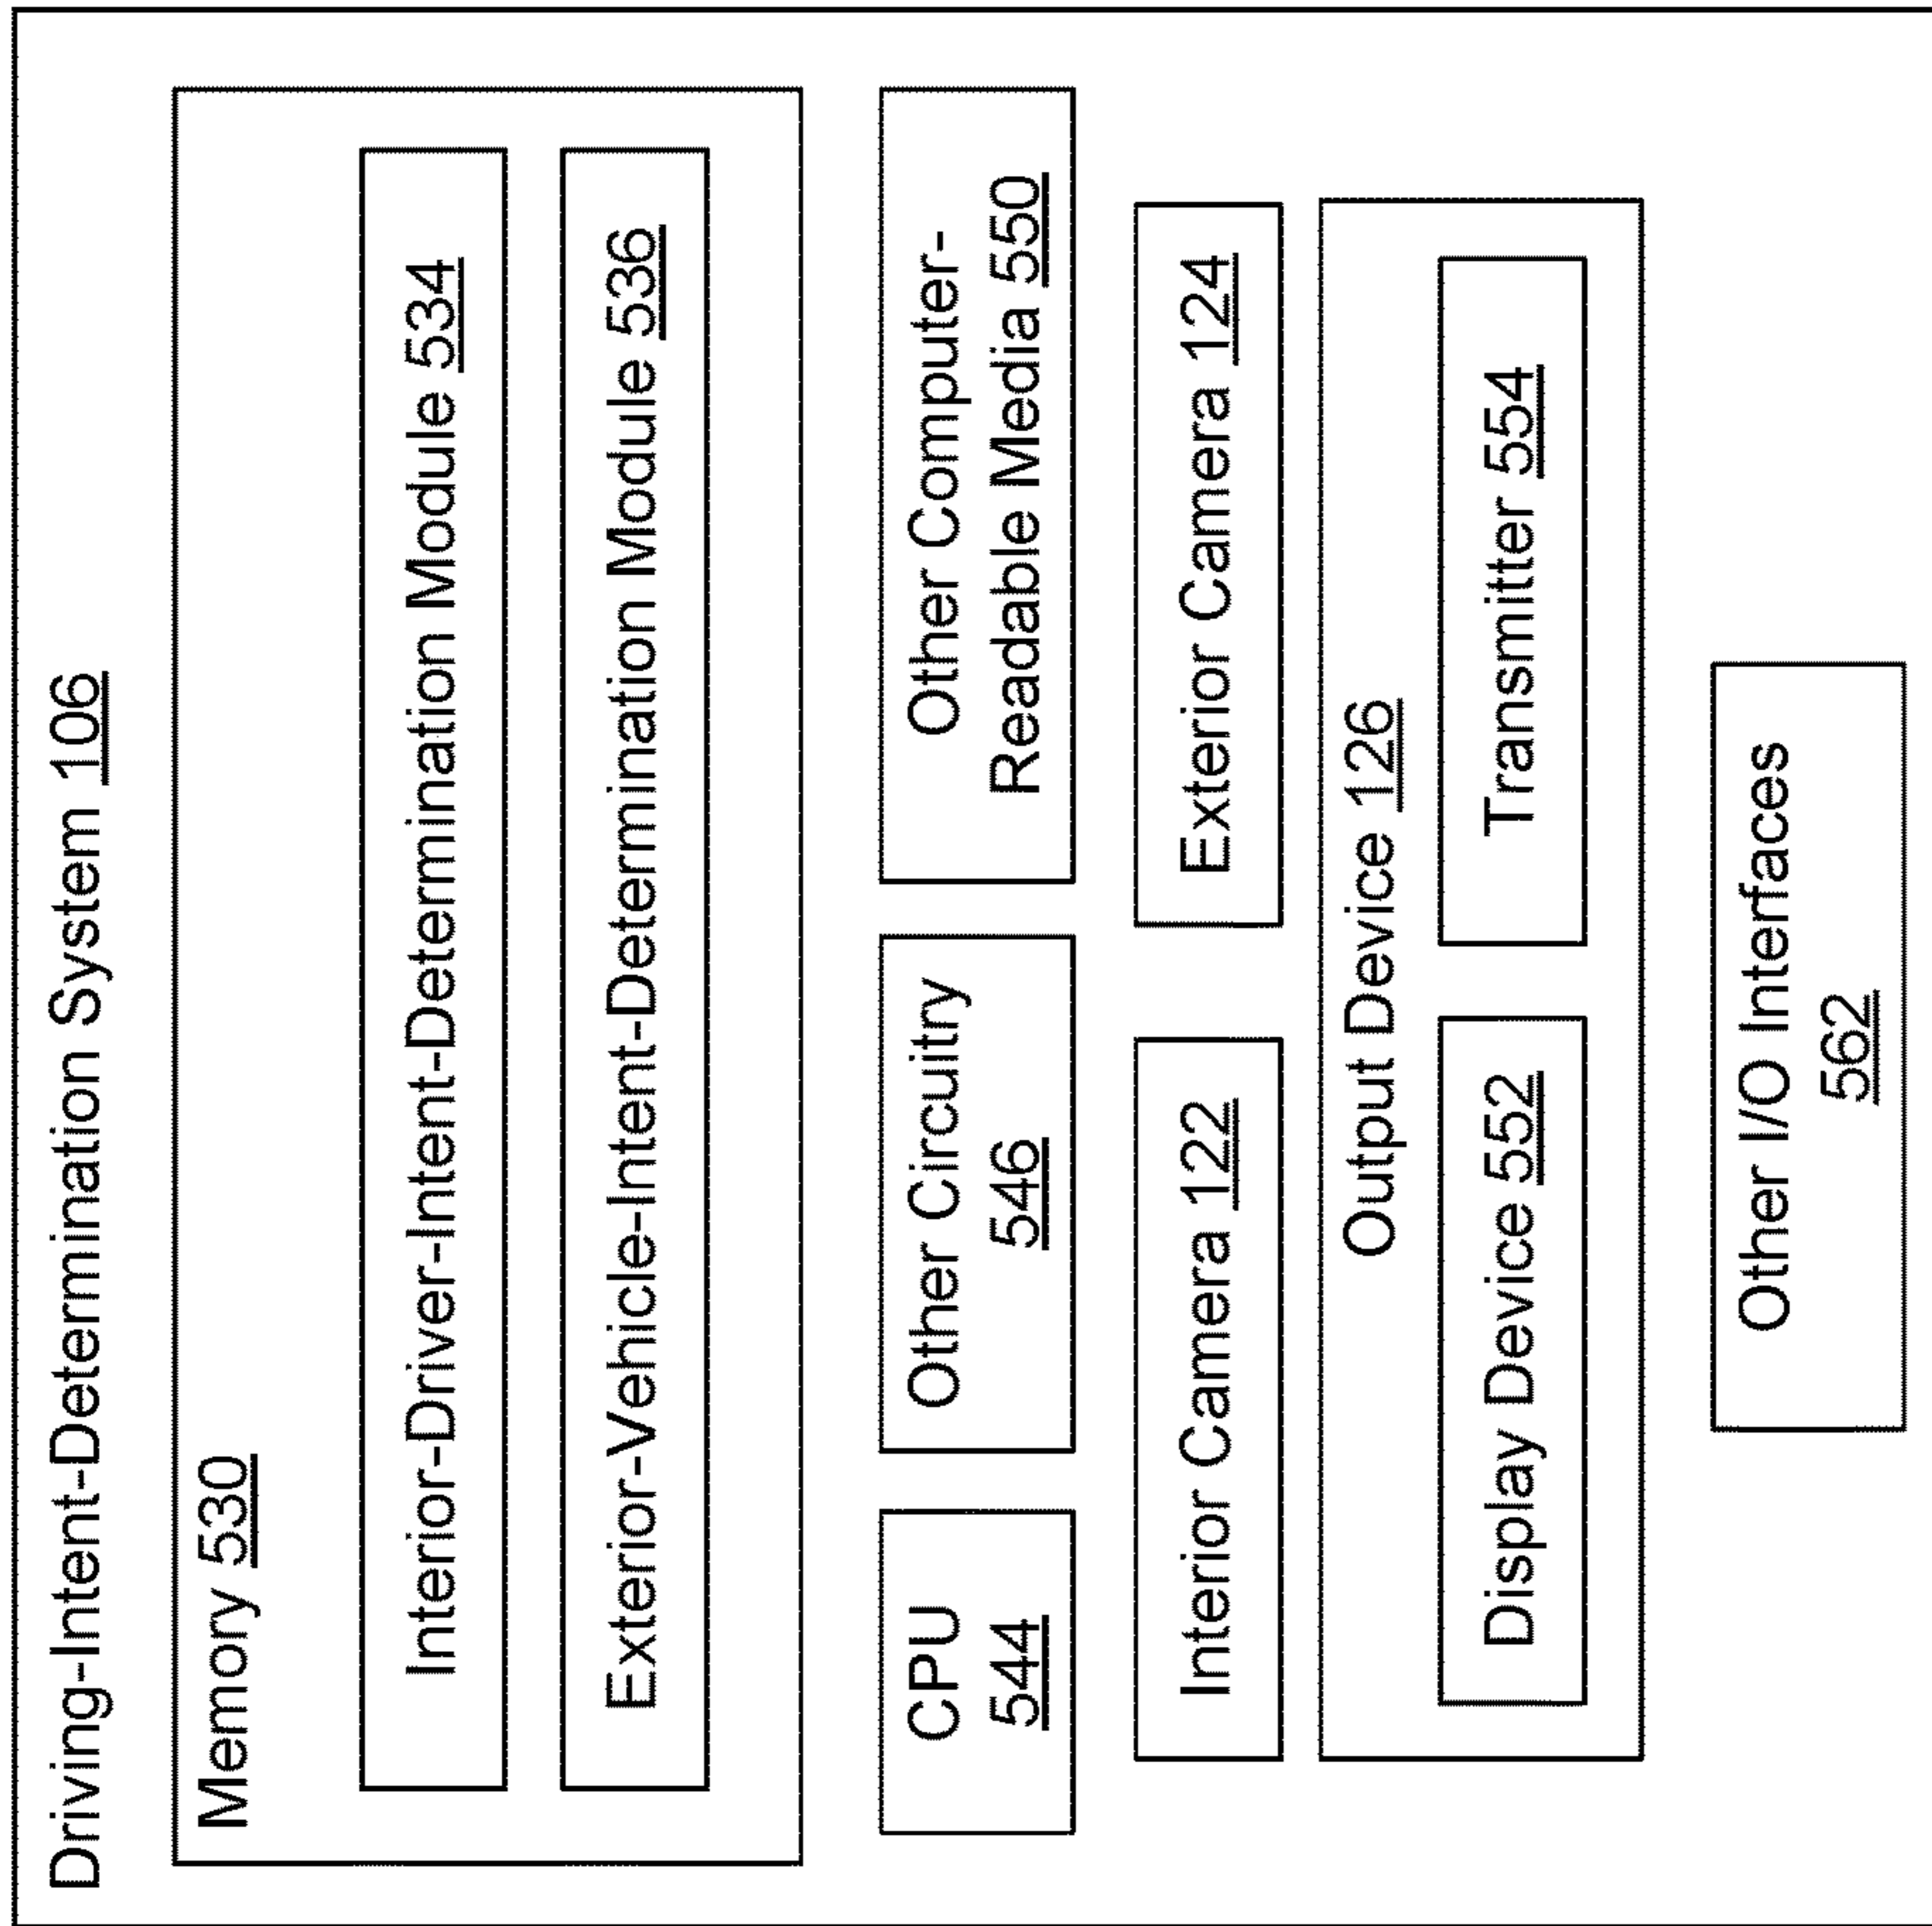 Driving-Intent-Determination System 106
Memory 530
Interior-Driver-Intent-Determination Module 534
Exterior-Vehicle-Intent-Determination Module 536
CPU
544
Other Circuitry
546
Other Computer-
Readable Media 550
Interior Camera 122
Exterior Camera 124
Output Device 126
Display Device 552
Transmitter 554
Other I/O Interfaces
562